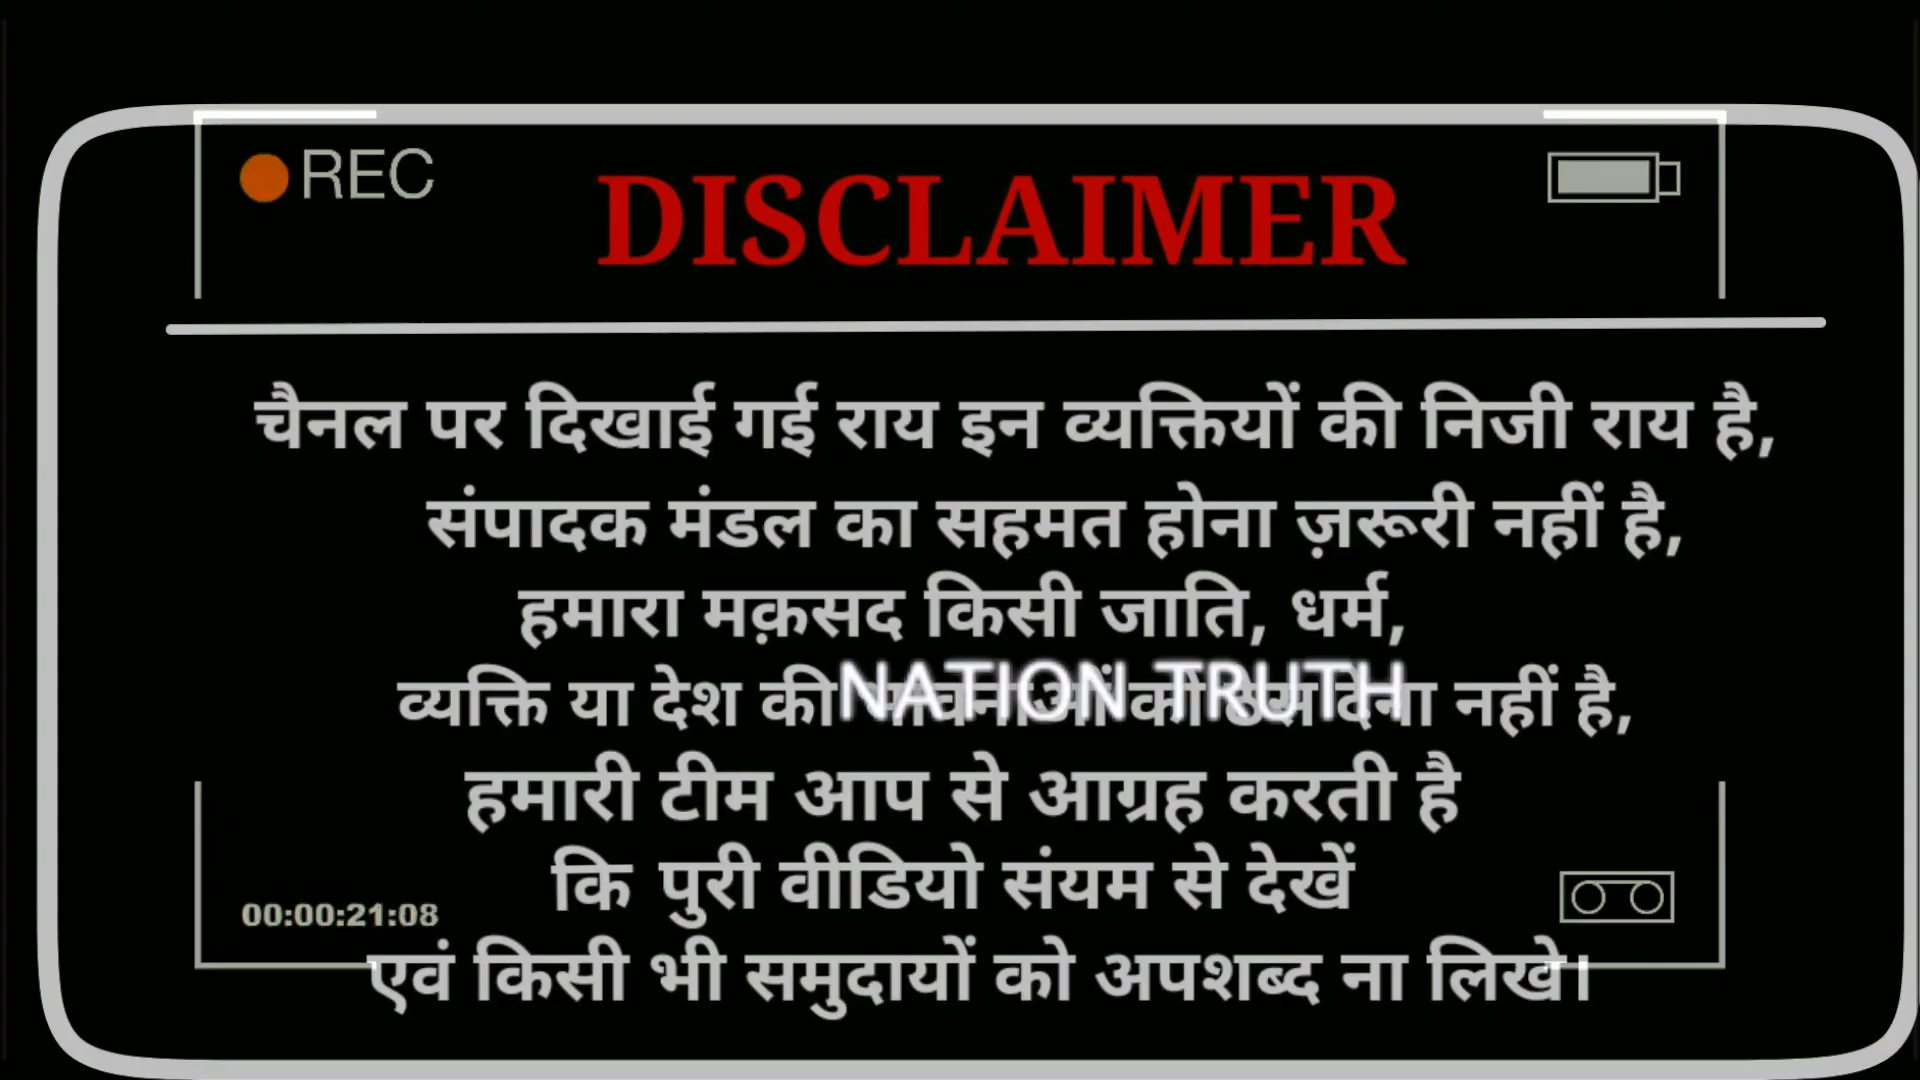 REC
DISCLAIMER
चैनल पर दिखाई गई राय इन व्यक्तियों की निजी राय है,
संपादक मंडल का सहमत होना ज़रूरी नहीं है,
हमारा मक़सद किसी जाति, धर्म,
व्यक्ति या देश की भावनाओं को देना नहीं है,
NATION TRUTH
हमारी टीम आप से आग्रह करती है
कि पुरी वीडियो संयम से देखें
00:00:21:08
एवं किसी भी समुदायों को अपशब्द ना लिखे।